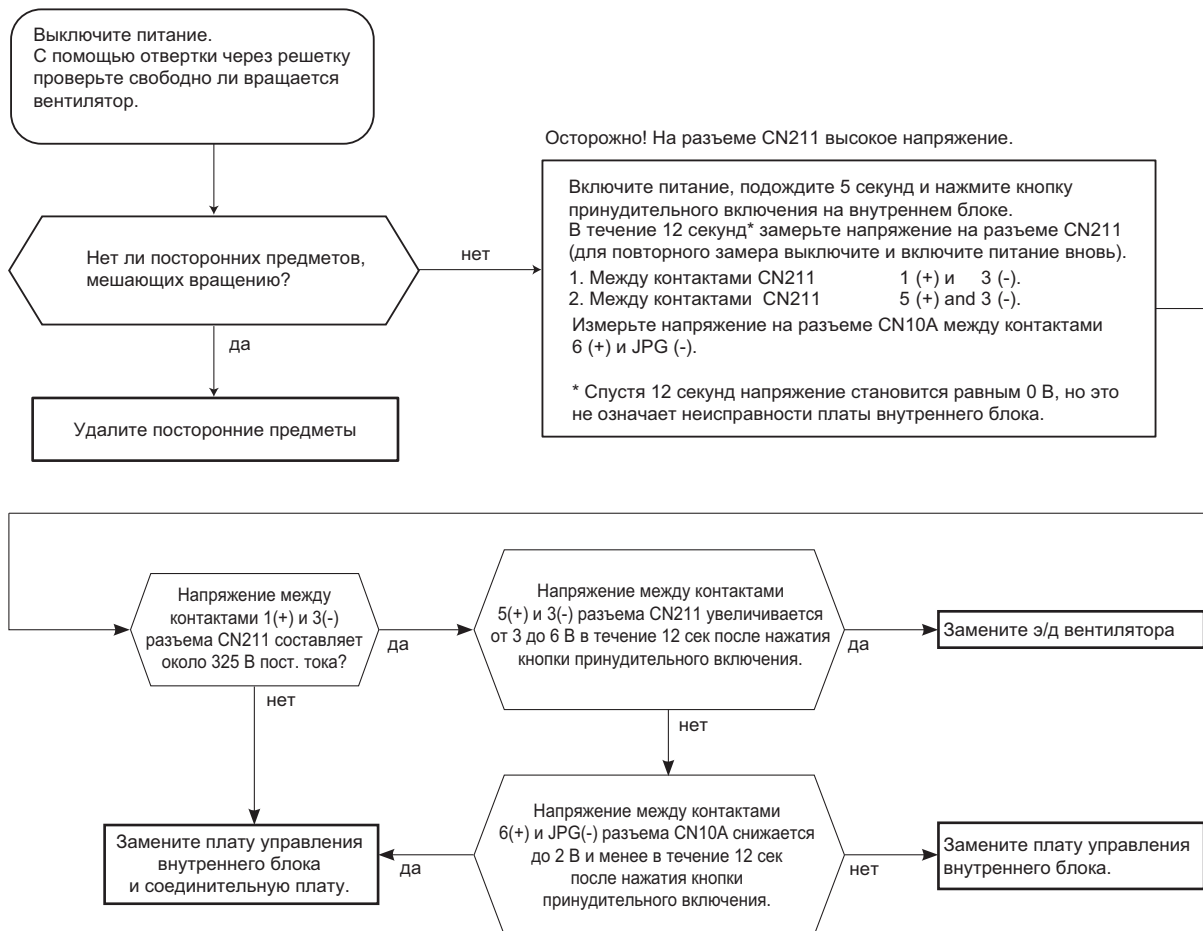 Выключите питание.
С помощью отвертки через решетку
проверьте свободно ли вращается
вентилятор.
Нет ли посторонних предметов,
мешающих вращению?
нет
да
Удалите посторонние предметы
Осторожно! На разъеме CN211 высокое напряжение.
Включите питание, подождите 5 секунд и нажмите кнопку
принудительного включения на внутреннем блоке.
В течение 12 секунд* замерьте напряжение на разъеме CN211
(для повторного замера выключите и включите питание вновь).
1. Между контактами CN211 1 (+) и 3 (-).
2. Между контактами CN211 5 (+) and 3 (-).
Измерьте напряжение на разъеме CN10A между контактами
6 (+) и JPG (-).
* Спустя 12 секунд напряжение становится равным 0 В, но это
не означает неисправности платы внутреннего блока.
Напряжение между
контактами 1(+) и 3(-)
разъема CN211 составляет
около 325 В пост. тока?
да
нет
Напряжение между контактами
5(+) и 3(-) разъема CN211 увеличивается
от 3 до 6 В в течение 12 сек после нажатия
кнопки принудительного включения.
да
нет
Замените э/д вентилятора
Замените плату управления
внутреннего блока
и соединительную плату.
да
Напряжение между контактами
6(+) и JPG(-) разъема CN10A снижается
до 2 В и менее в течение 12 сек
после нажатия кнопки
принудительного включения.
нет
Замените плату управления
внутреннего блока.